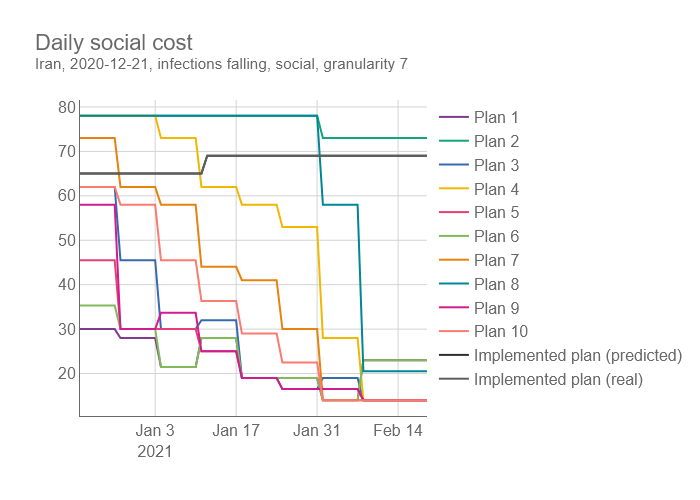 Daily social cost
Iran, 2020-12-21, infections falling, social, granularity 7
80
70
60
50
40
30
20
Jan 3
2021
Jan 17
Jan 31
Feb 14
Plan 1
Plan 2
Plan 3
Plan 4
Plan 5
Plan 6
Plan 7
Plan 8
Plan 9
Plan 10
Implemented plan (predicted)
Implemented plan (real)